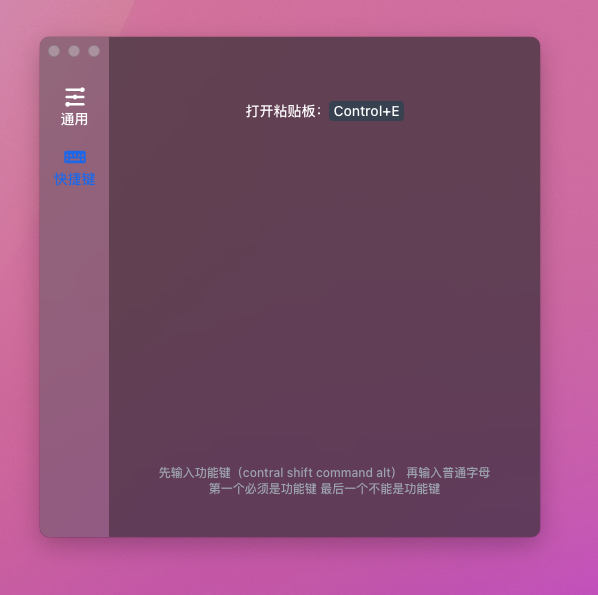 通用
快捷键
打开粘贴板： Control+E
先输入功能键（contral shift command alt） 再输入普通字母
第一个必须是功能键 最后一个不能是功能键